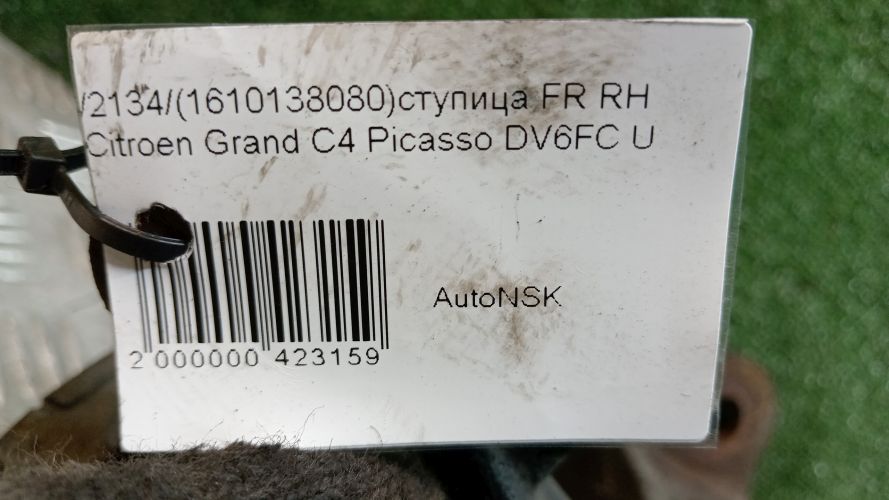 /2134/(1610138080)ступица FR RH
Citroen Grand C4 Picasso DV6FC U
AutoNSK
2 000000 423159